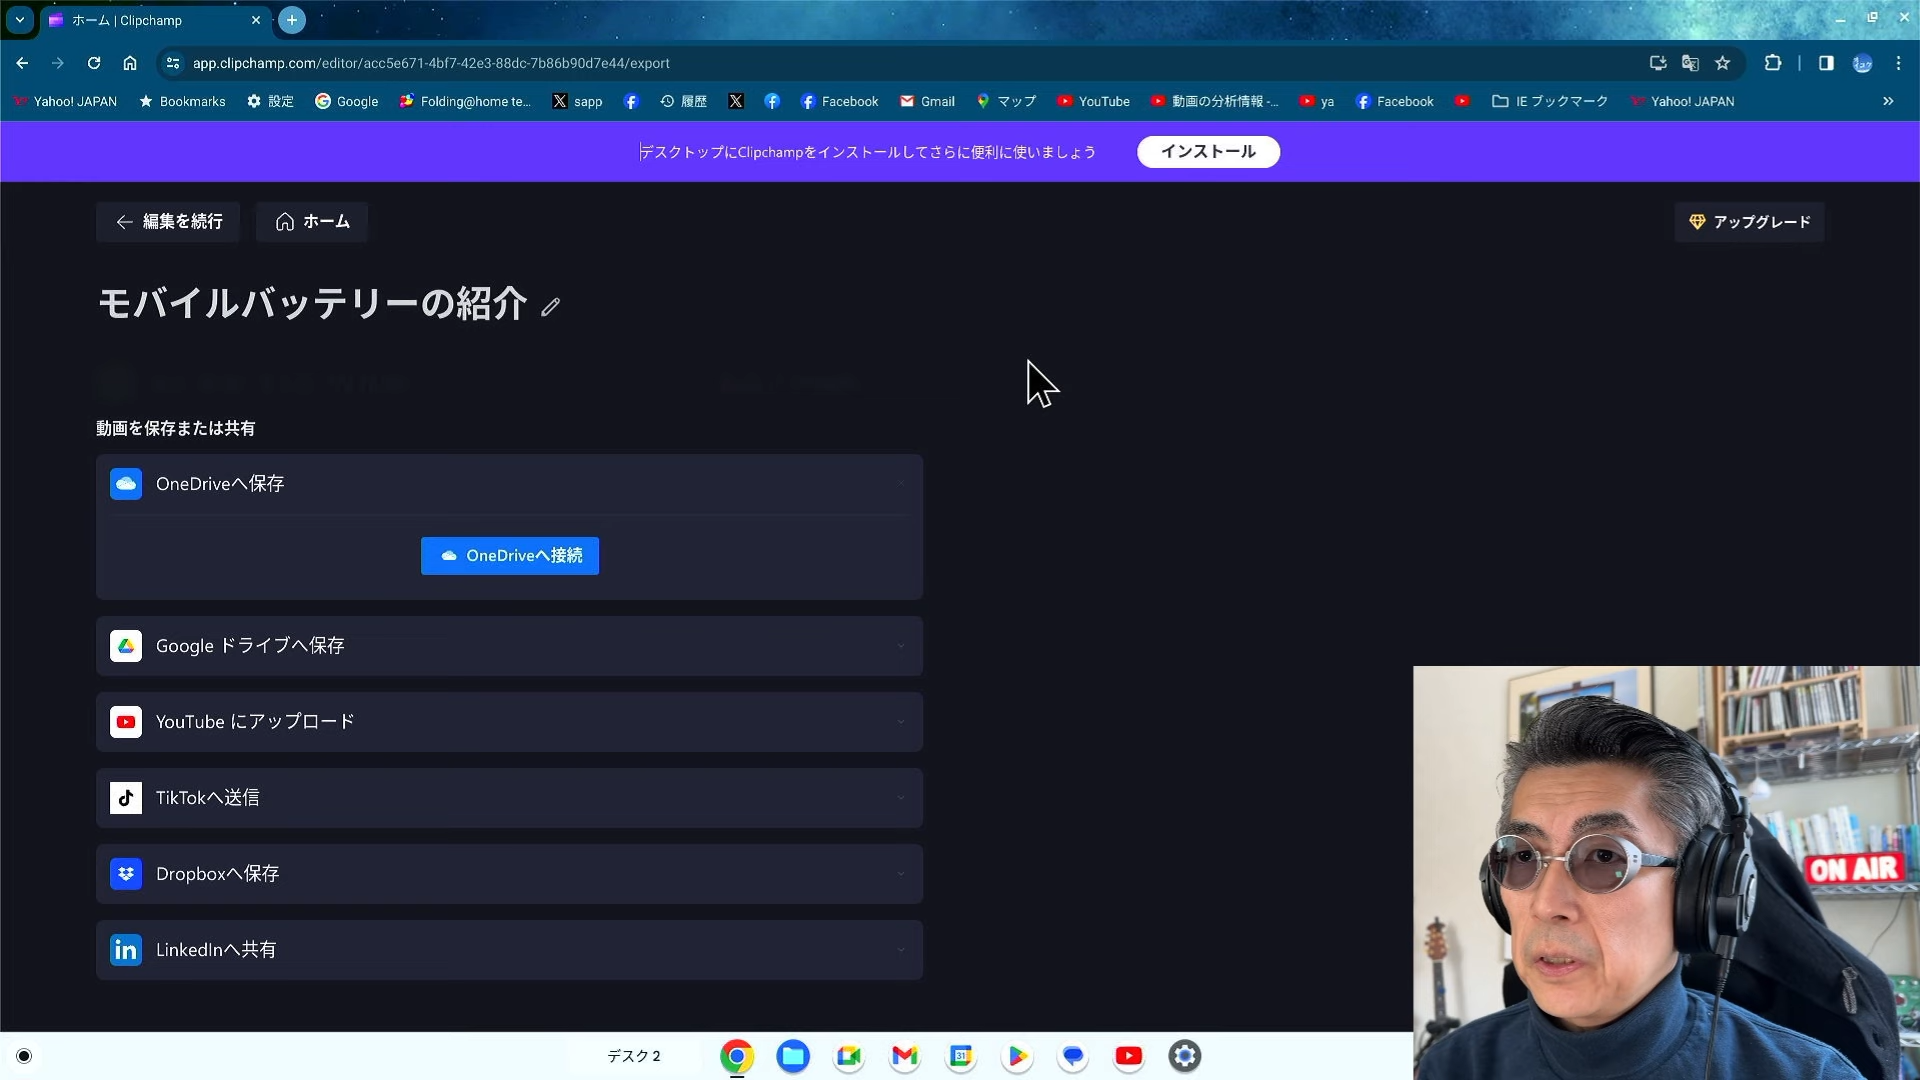 ホーム | Clipchamp
app.clipchamp.com/editor/acc5e671-4bf7-42e3-88dc-7b86b90d7e44/export
Yahoo! JAPAN Bookmarks 設定 Google Folding@home te... sapp 履歴 Facebook Gmail マップ YouTube 動画の分析情報 -... ya Facebook IE ブックマーク Yahoo! JAPAN
デスクトップにClipchampをインストールしてさらに便利に使いましょう インストール
編集を続行 ホーム アップグレード
モバイルバッテリーの紹介
動画を保存または共有
OneDriveへ保存
OneDriveへ接続
Google ドライブへ保存
YouTube にアップロード
TikTokへ送信
Dropboxへ保存
LinkedInへ共有
ON AIR
デスク 2
31